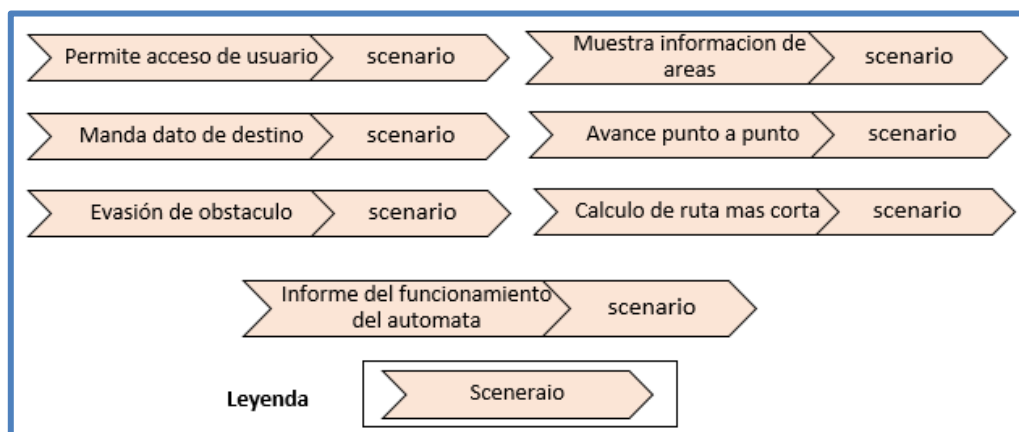 Permite acceso de usuario scenario
Muestra informacion de
areas
scenario
Manda dato de destino scenario
Avance punto a punto scenario
Evasión de obstaculo scenario
Calculo de ruta mas corta scenario
Informe del funcionamiento
del automata
scenario
Leyenda
Sceneraio